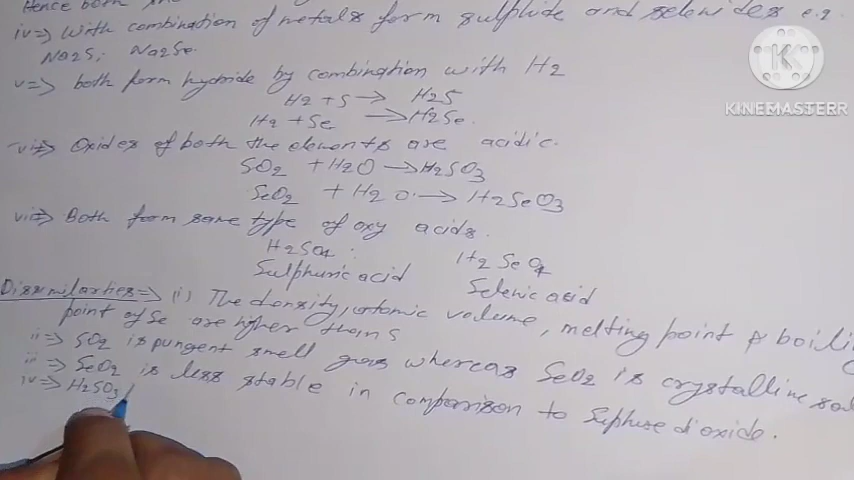 Hence both
iv⇒ with combination of metals form sulphide and selenides e.g.
Na2S, Na2Se.
v⇒ both form hydride by combination with H2
H2 + S → H2S
H2 + Se → H2Se.
vi⇒ Oxides of both the elements are acidic.
SO2 + H2O → H2SO3
SeO2 + H2O → H2SeO3
vii⇒ Both form same type of oxy acids.
H2SO4 H2SeO4
Sulphuric acid Selenic acid
Dissimilarties⇒ (i) The density, atomic volume, melting point & boili
point of Se are higher than S
ii⇒ SO2 is pungent smell gas whereas SeO2 is crystalline sol
iii⇒ SeO2 is less stable in comparison to Suphure dioxide.
iv⇒ H2SO3
KINEMASTERR